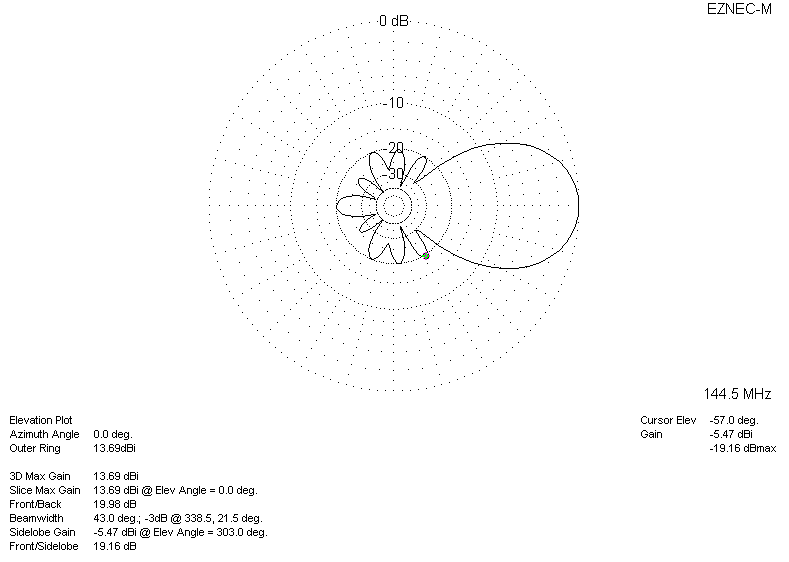 EZNEC-M
0 dB
-10
-20
-30
144.5 MHz
Elevation Plot
Azimuth Angle 0.0 deg.
Outer Ring 13.69dBi
Cursor Elev -57.0 deg.
Gain -5.47 dBi
-19.16 dBmax
3D Max Gain 13.69 dBi
Slice Max Gain 13.69 dBi @ Elev Angle = 0.0 deg.
Front/Back 19.98 dB
Beamwidth 43.0 deg.; -3dB @ 338.5, 21.5 deg.
Sidelobe Gain -5.47 dBi @ Elev Angle = 303.0 deg.
Front/Sidelobe 19.16 dB